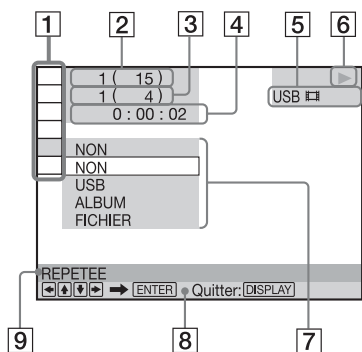 1 2 3 4 5 6
1 ( 15)
1 ( 4)
0 : 00 : 02
USB
NON
NON
USB
ALBUM
FICHIER
REPETEE
ENTER Quitter: DISPLAY
9 8 7